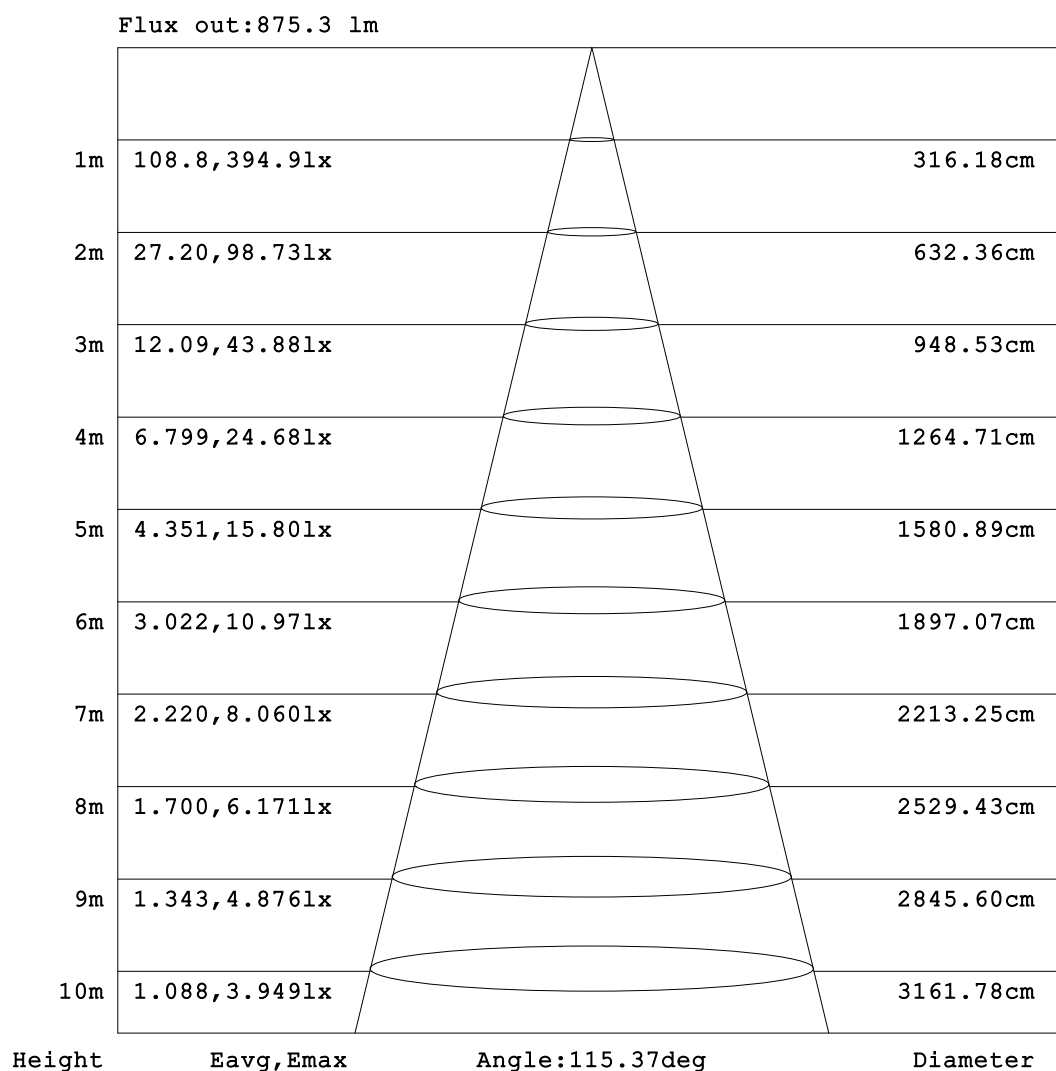 Flux out:875.3 lm
1m 108.8,394.9lx 316.18cm
2m 27.20,98.73lx 632.36cm
3m 12.09,43.88lx 948.53cm
4m 6.799,24.68lx 1264.71cm
5m 4.351,15.80lx 1580.89cm
6m 3.022,10.97lx 1897.07cm
7m 2.220,8.060lx 2213.25cm
8m 1.700,6.171lx 2529.43cm
9m 1.343,4.876lx 2845.60cm
10m 1.088,3.949lx 3161.78cm
Height Eavg,Emax Angle:115.37deg Diameter